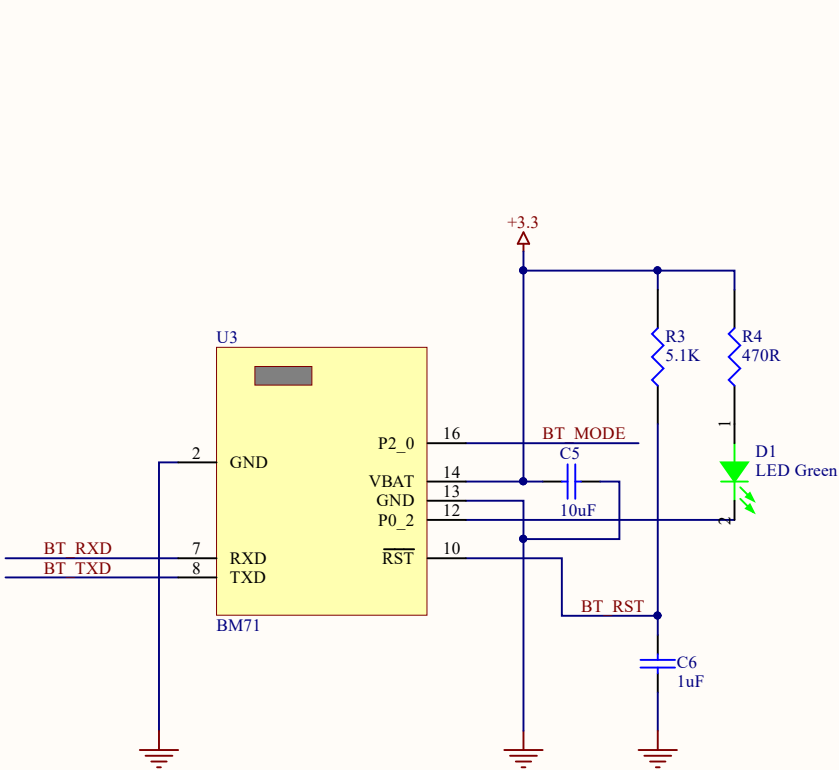 +3.3
U3
R3
5.1K
R4
470R
1
D1
LED Green
2
P2_0
16
BT_MODE
C5
10uF
2
GND
VBAT
14
GND
13
P0_2
12
BT_RXD
7
RXD
RST
10
BT_TXD
8
TXD
BT_RST
BM71
C6
1uF